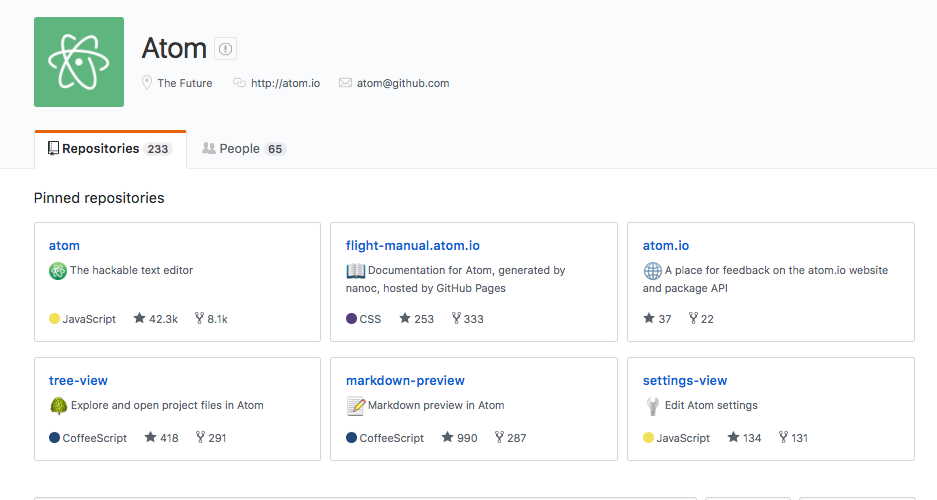 Atom
The Future http://atom.io atom@github.com
Repositories 233 People 65
Pinned repositories
atom
The hackable text editor
JavaScript 42.3k 8.1k
flight-manual.atom.io
Documentation for Atom, generated by
nanoc, hosted by GitHub Pages
CSS 253 333
atom.io
A place for feedback on the atom.io website
and package API
37 22
tree-view
Explore and open project files in Atom
CoffeeScript 418 291
markdown-preview
Markdown preview in Atom
CoffeeScript 990 287
settings-view
Edit Atom settings
JavaScript 134 131